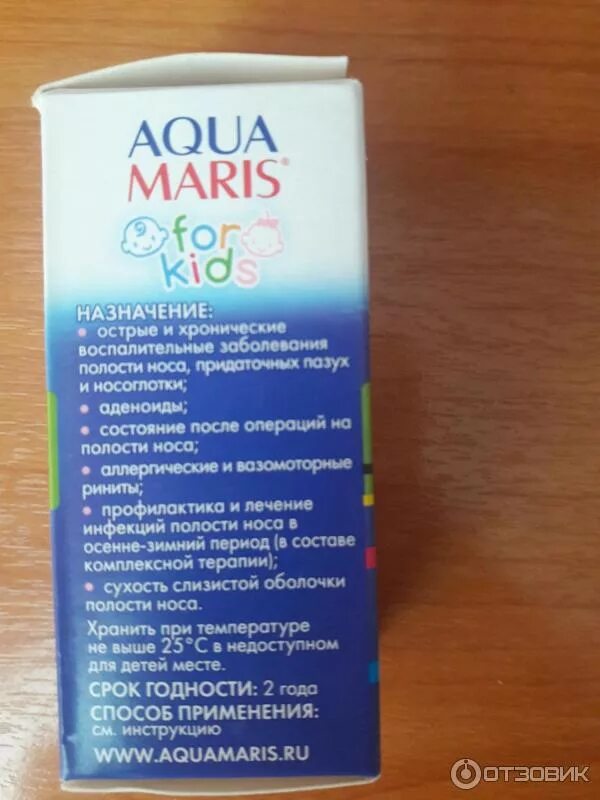 AQUA
MARIS®
for
kids
НАЗНАЧЕНИЕ:
• острые и хронические
воспалительные заболевания
полости носа, придаточных пазух
и носоглотки;
• аденоиды;
• состояние после операций на
полости носа;
• аллергические и вазомоторные
риниты;
• профилактика и лечение
инфекций полости носа в
осенне-зимний период (в составе
комплексной терапии);
• сухость слизистой оболочки
полости носа.
Хранить при температуре
не выше 25°С в недоступном
для детей месте.
СРОК ГОДНОСТИ: 2 года
СПОСОБ ПРИМЕНЕНИЯ:
см. инструкцию
WWW.AQUAMARIS.RU
ОТЗОВИК